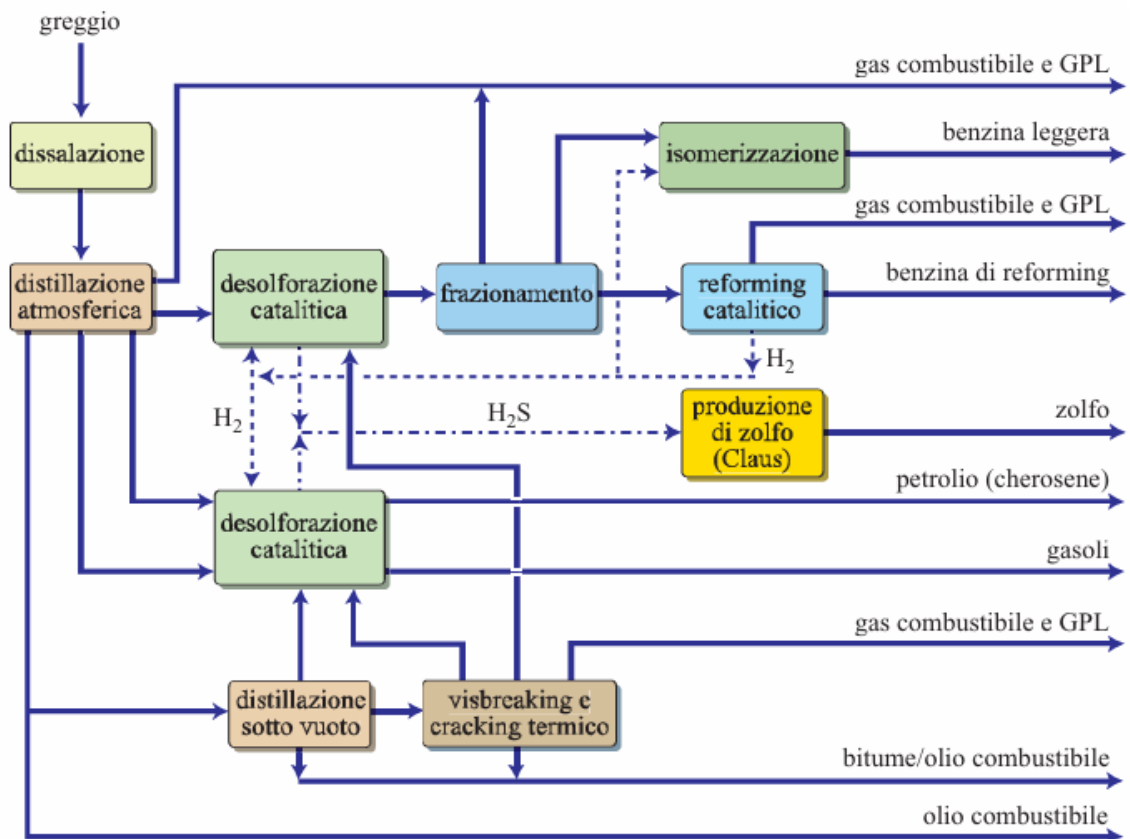 greggio
gas combustibile e GPL
dissalazione
isomerizzazione
benzina leggera
gas combustibile e GPL
distillazione
atmosferica
desolforazione
catalitica
frazionamento
reforming
catalitico
benzina di reforming
H2
H2
H2S
produzione
di zolfo
(Claus)
zolfo
petrolio (cherosene)
desolforazione
catalitica
gasoli
gas combustibile e GPL
distillazione
sotto vuoto
visbreaking e
cracking termico
bitume/olio combustibile
olio combustibile